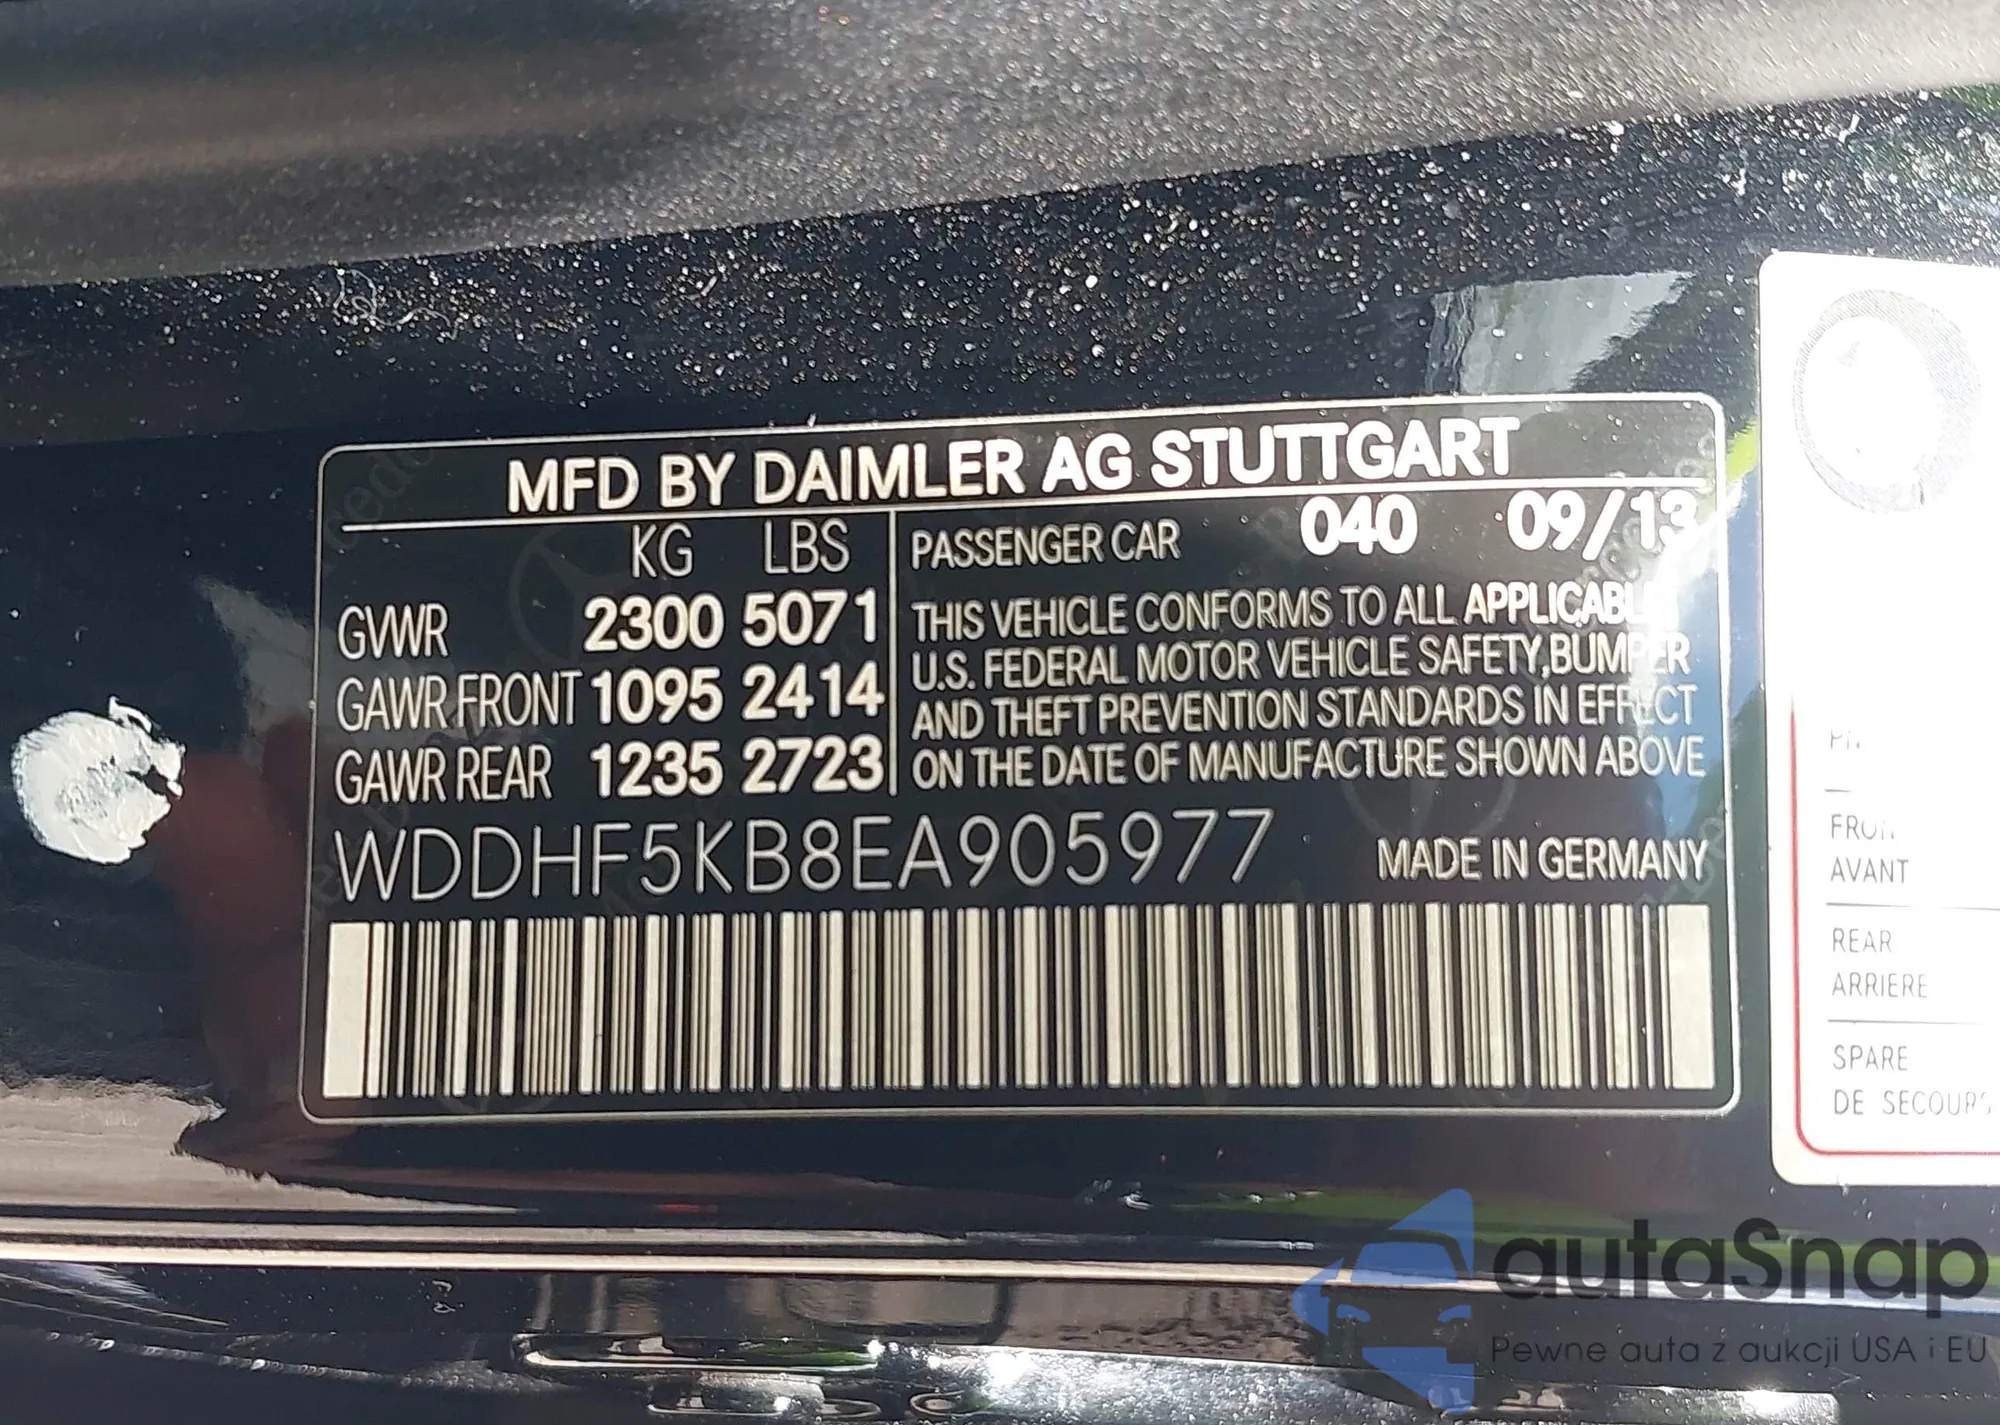 MFD BY DAIMLER AG STUTTGART
KG LBS
GVWR 2300 5071
GAWR FRONT 1095 2414
GAWR REAR 1235 2723
PASSENGER CAR 040 09/13
THIS VEHICLE CONFORMS TO ALL APPLICABLE
U.S. FEDERAL MOTOR VEHICLE SAFETY,BUMPER
AND THEFT PREVENTION STANDARDS IN EFFECT
ON THE DATE OF MANUFACTURE SHOWN ABOVE
WDDHF5KB8EA905977 MADE IN GERMANY
FRONT
AVANT
REAR
ARRIERE
SPARE
DE SECOURS
autaSnap
Pewne auta z aukcji USA i EU